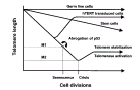 Germ line cells
hTERT transduced cells
Stem cells
Telomere length
Abrogation of p53
M1
Telomere stabilization
M2
Telomerase activation
Senescence Crisis
Cell divisions